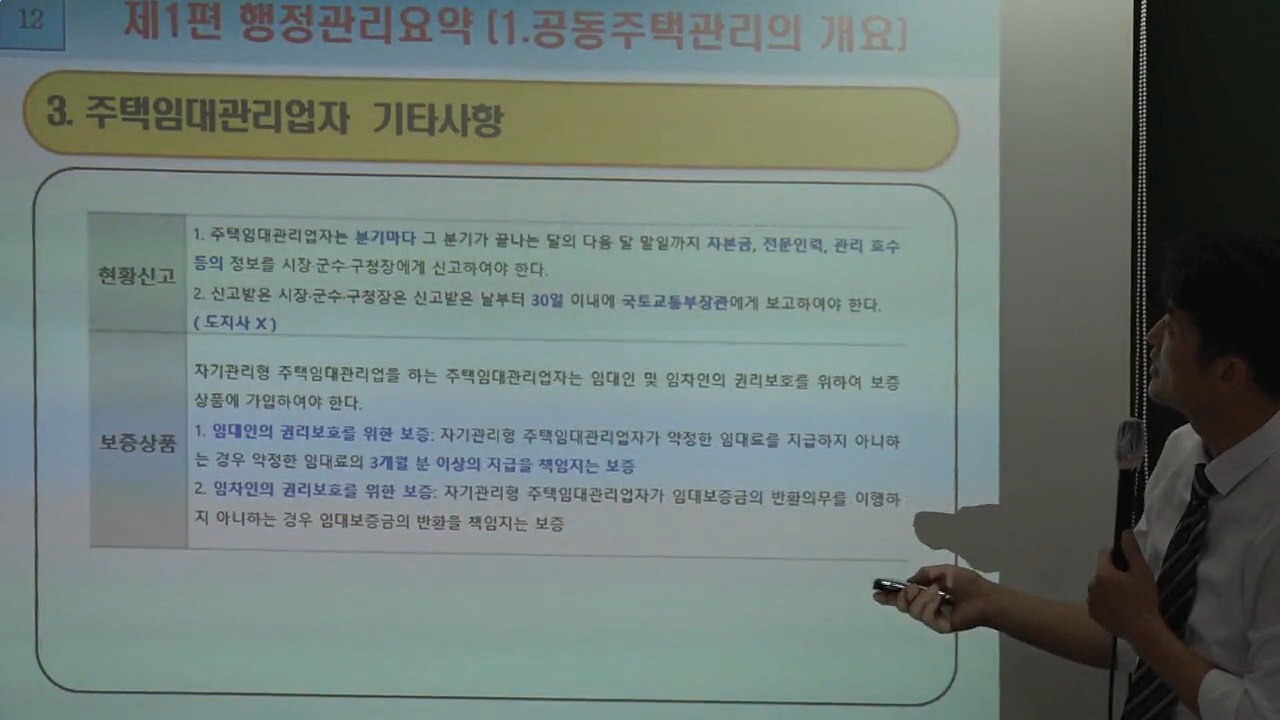 12
제1편 행정관리요약 [1.공동주택관리의 개요]
3. 주택임대관리업자 기타사항
현황신고
1. 주택임대관리업자는 분기마다 그 분기가 끝나는 달의 다음 달 말일까지 자본금, 전문인력, 관리 호수
등의 정보를 시장·군수·구청장에게 신고하여야 한다.
2. 신고받은 시장·군수·구청장은 신고받은 날부터 30일 이내에 국토교통부장관에게 보고하여야 한다.
( 도지사 X )
보증상품
자기관리형 주택임대관리업을 하는 주택임대관리업자는 임대인 및 임차인의 권리보호를 위하여 보증
상품에 가입하여야 한다.
1. 임대인의 권리보호를 위한 보증: 자기관리형 주택임대관리업자가 약정한 임대료를 지급하지 아니하
는 경우 약정한 임대료의 3개월 분 이상의 지급을 책임지는 보증
2. 임차인의 권리보호를 위한 보증: 자기관리형 주택임대관리업자가 임대보증금의 반환의무를 이행하
지 아니하는 경우 임대보증금의 반환을 책임지는 보증